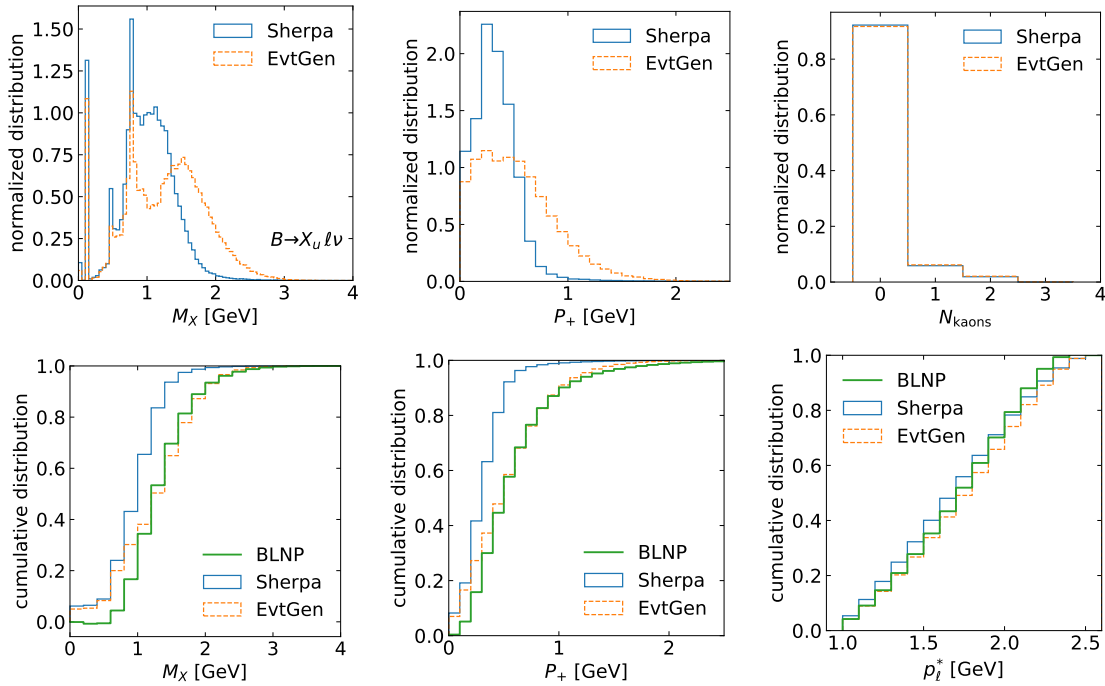 normalized distribution
1.50
1.25
1.00
0.75
0.50
0.25
0.00
Sherpa
EvtGen
B→X_u ℓν
0 1 2 3 4
M_X [GeV]
normalized distribution
2.0
1.5
1.0
0.5
0.0
Sherpa
EvtGen
0 1 2
P_+ [GeV]
normalized distribution
0.8
0.6
0.4
0.2
0.0
Sherpa
EvtGen
0 1 2 3 4
N_kaons
cumulative distribution
1.0
0.8
0.6
0.4
0.2
0.0
BLNP
Sherpa
EvtGen
0 1 2 3 4
M_X [GeV]
cumulative distribution
1.0
0.8
0.6
0.4
0.2
0.0
BLNP
Sherpa
EvtGen
0 1 2
P_+ [GeV]
cumulative distribution
1.0
0.8
0.6
0.4
0.2
0.0
BLNP
Sherpa
EvtGen
1.0 1.5 2.0 2.5
p_ℓ^* [GeV]